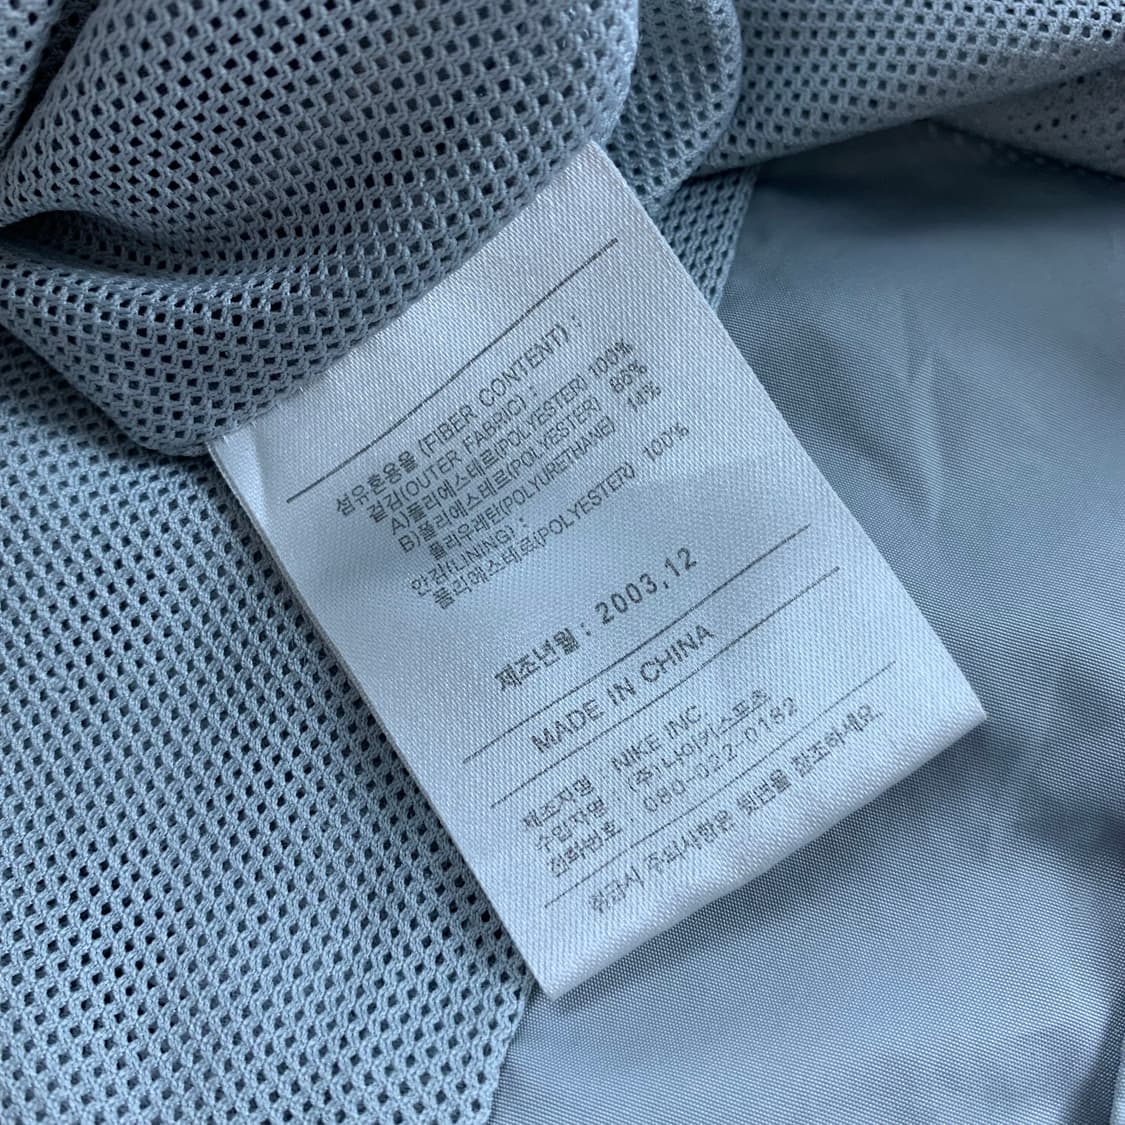 섬유혼용율 (FIBER CONTENT) :
겉감(OUTER FABRIC) :
A)폴리에스테르(POLYESTER) 100%
B)폴리에스테르(POLYESTER) 86%
폴리우레탄(POLYURETHANE) 14%
안감(LINING) :
폴리에스테르(POLYESTER) 100%
제조년월 : 2003.12
MADE IN CHINA
제조자명 : NIKE INC
수입자명 : (주)나이키스포츠
전화번호 : 080-022-0182
취급시 주의사항은 뒷면을 참조하세요.